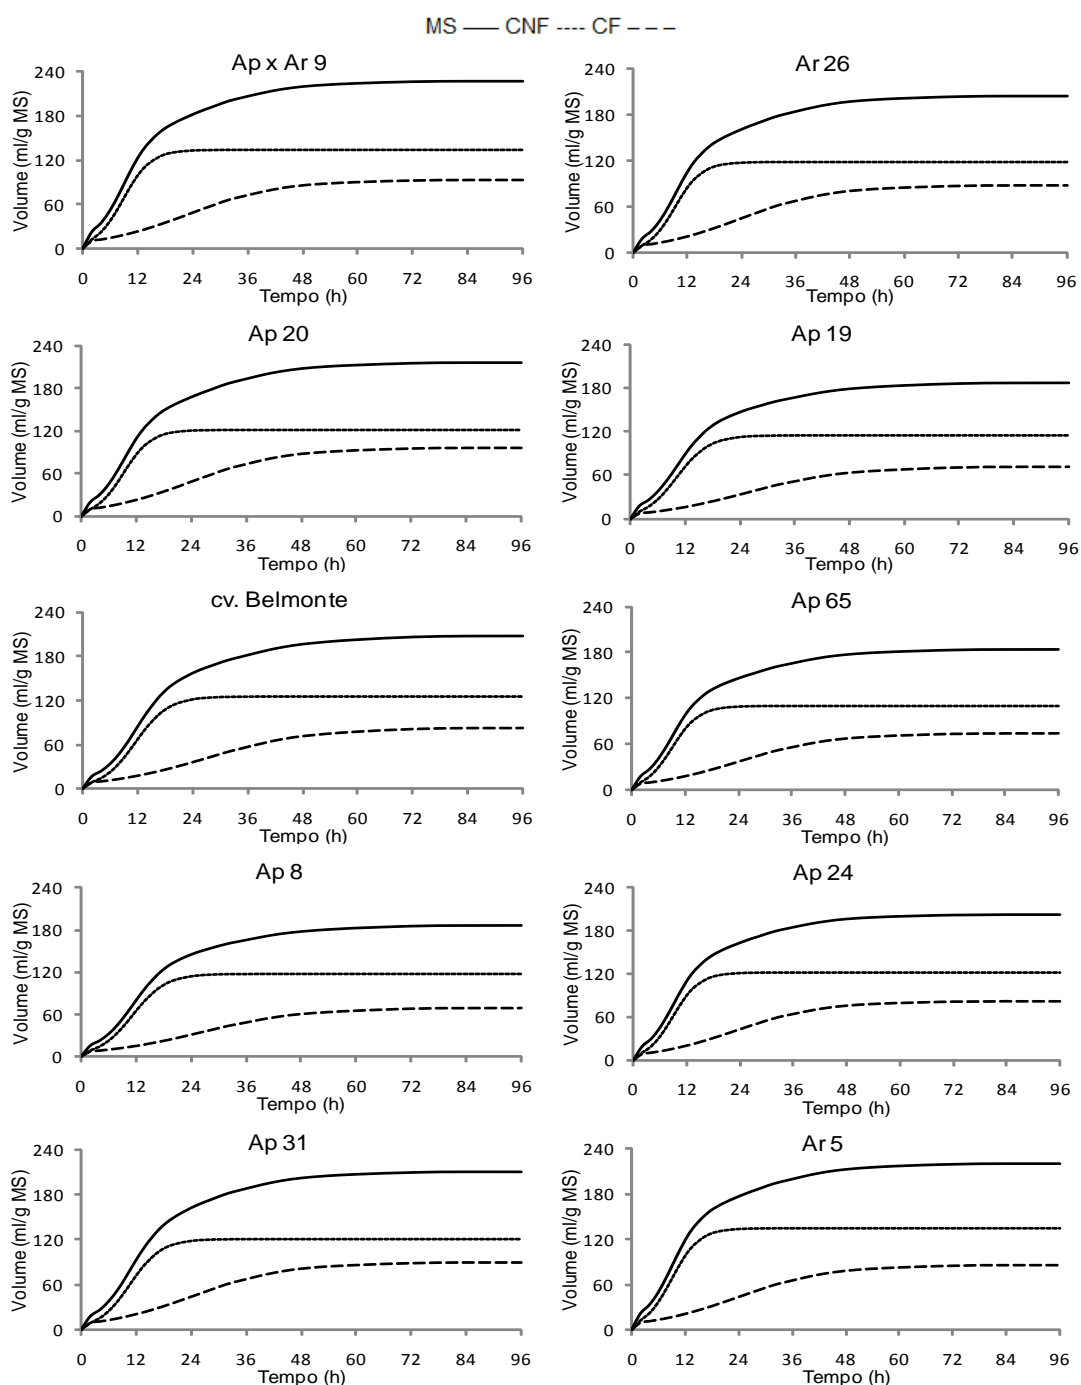 MS —— CNF ---- CF – – –
Ap x Ar 9
Volume (ml/g MS)
240
180
120
60
0
0 12 24 36 48 60 72 84 96
Tempo (h)
Ar 26
Volume (ml/g MS)
240
180
120
60
0
0 12 24 36 48 60 72 84 96
Tempo (h)
Ap 20
Volume (ml/g MS)
240
180
120
60
0
0 12 24 36 48 60 72 84 96
Tempo (h)
Ap 19
Volume (ml/g MS)
240
180
120
60
0
0 12 24 36 48 60 72 84 96
Tempo (h)
cv. Belmonte
Volume (ml/g MS)
240
180
120
60
0
0 12 24 36 48 60 72 84 96
Tempo (h)
Ap 65
Volume (ml/g MS)
240
180
120
60
0
0 12 24 36 48 60 72 84 96
Tempo (h)
Ap 8
Volume (ml/g MS)
240
180
120
60
0
0 12 24 36 48 60 72 84 96
Tempo (h)
Ap 24
Volume (ml/g MS)
240
180
120
60
0
0 12 24 36 48 60 72 84 96
Tempo (h)
Ap 31
Volume (ml/g MS)
240
180
120
60
0
0 12 24 36 48 60 72 84 96
Tempo (h)
Ar 5
Volume (ml/g MS)
240
180
120
60
0
0 12 24 36 48 60 72 84 96
Tempo (h)